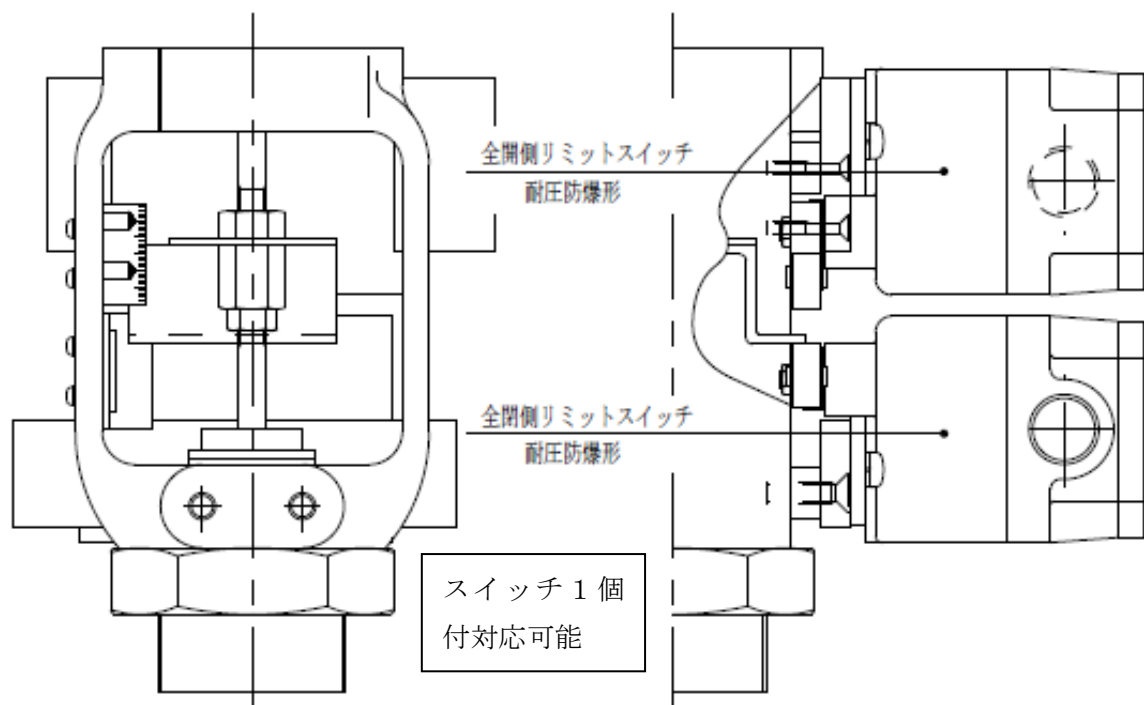 全開側リミットスイッチ
耐圧防爆形
全閉側リミットスイッチ
耐圧防爆形
スイッチ１個
付対応可能